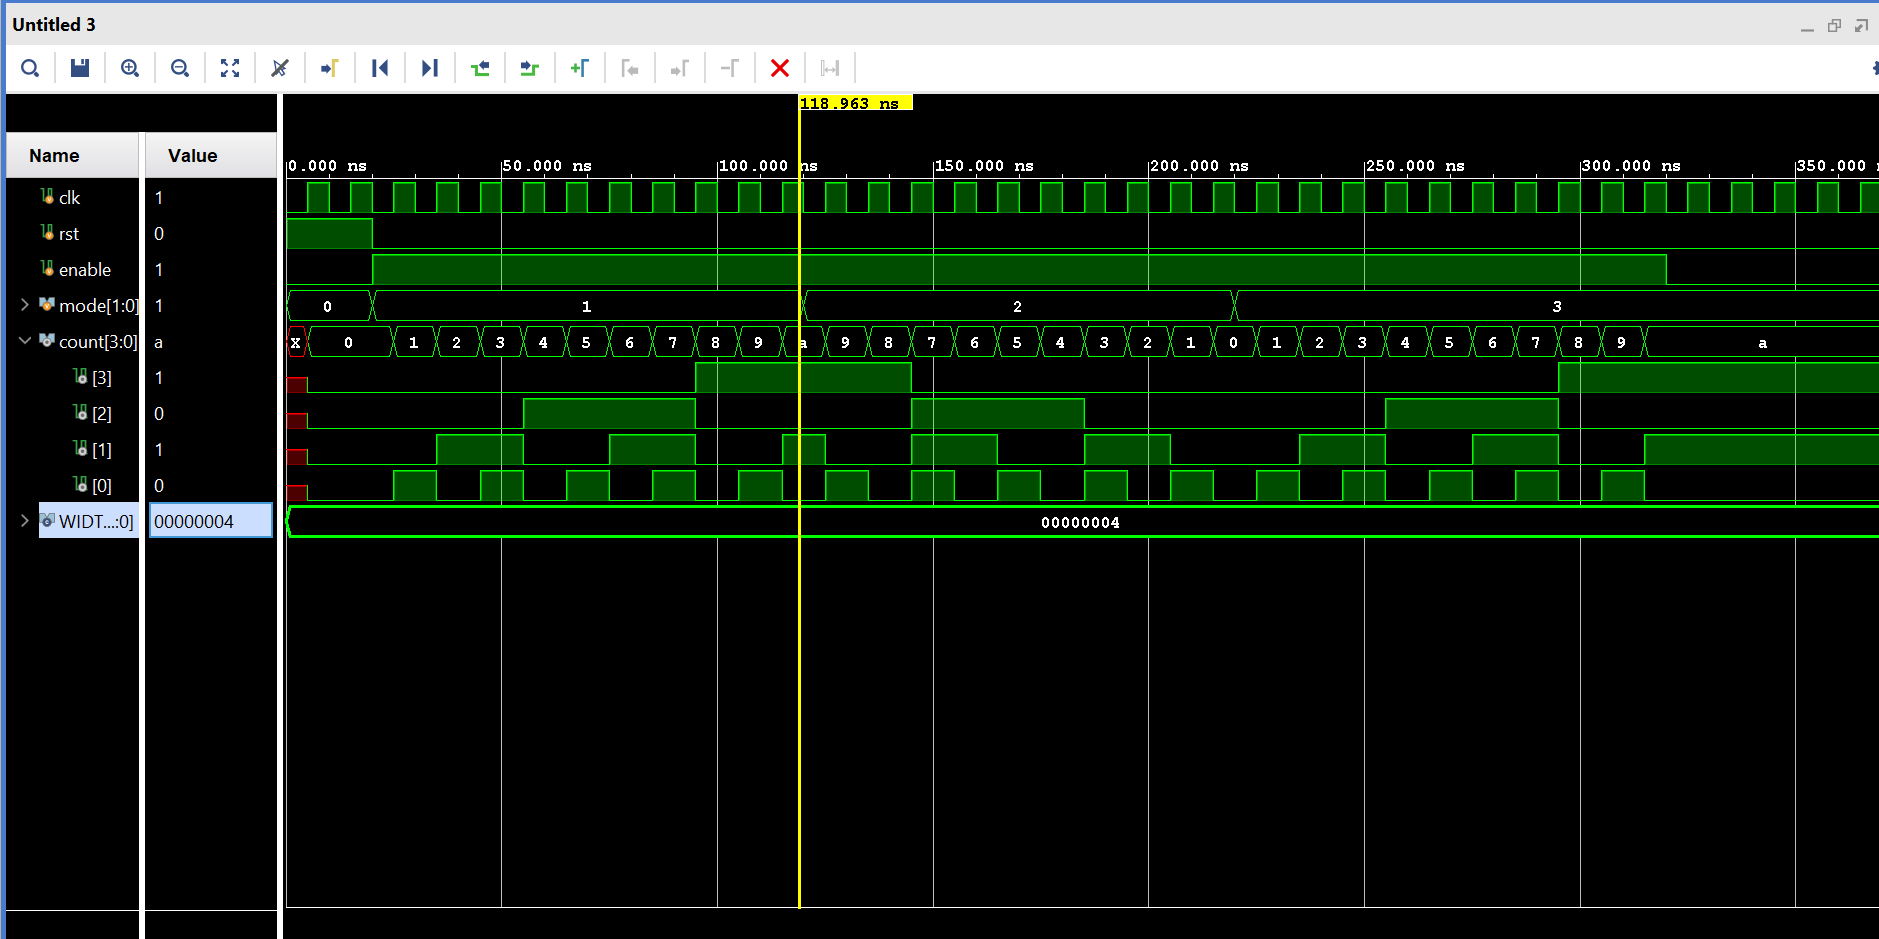 Untitled 3
118.963 ns
Name Value
0.000 ns 50.000 ns 100.000 ns 150.000 ns 200.000 ns 250.000 ns 300.000 ns 350.000
clk 1
rst 0
enable 1
mode[1:0] 1 0 1 2 3
count[3:0] a X 0 1 2 3 4 5 6 7 8 9 a 9 8 7 6 5 4 3 2 1 0 1 2 3 4 5 6 7 8 9 a
[3] 1
[2] 0
[1] 1
[0] 0
WIDT...:0] 00000004 00000004